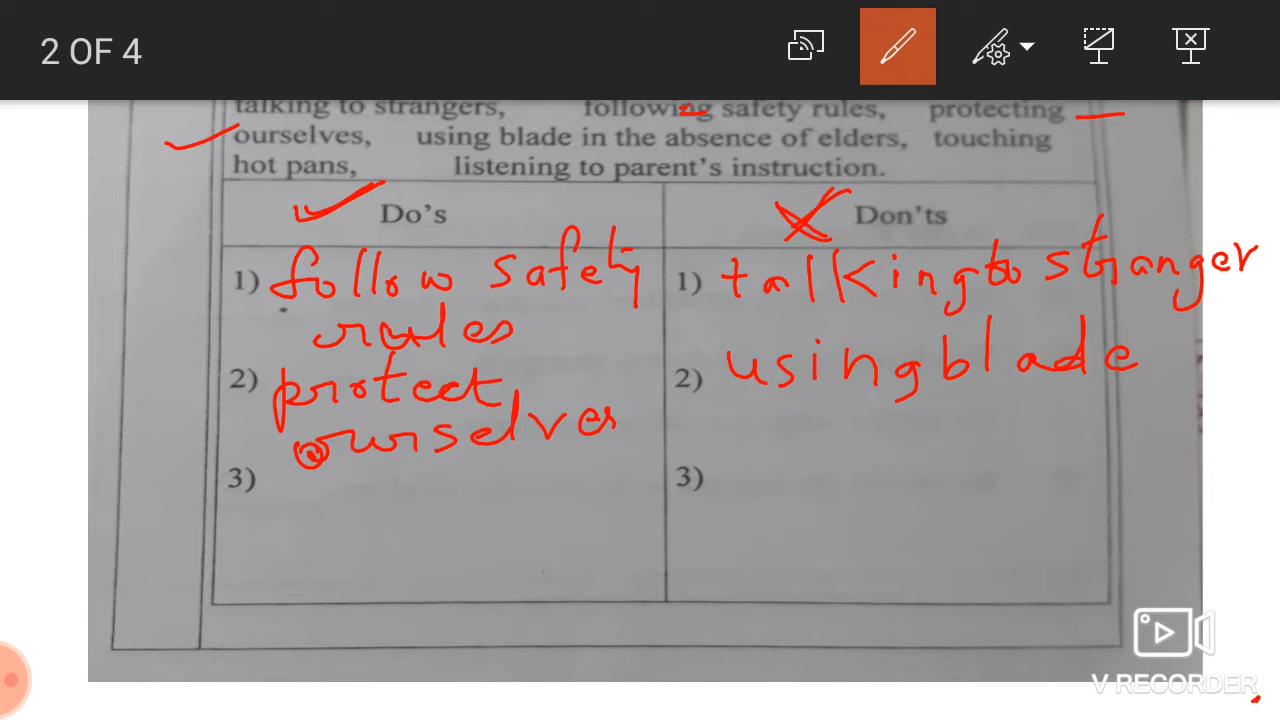 2 OF 4
talking to strangers, following safety rules, protecting
ourselves, using blade in the absence of elders, touching
hot pans, listening to parent's instruction.
Do's Don'ts
1) follow safety
rules
2) protect
ourselves
3)
1) talking to stranger
2) using blade
3)
V RECORDER